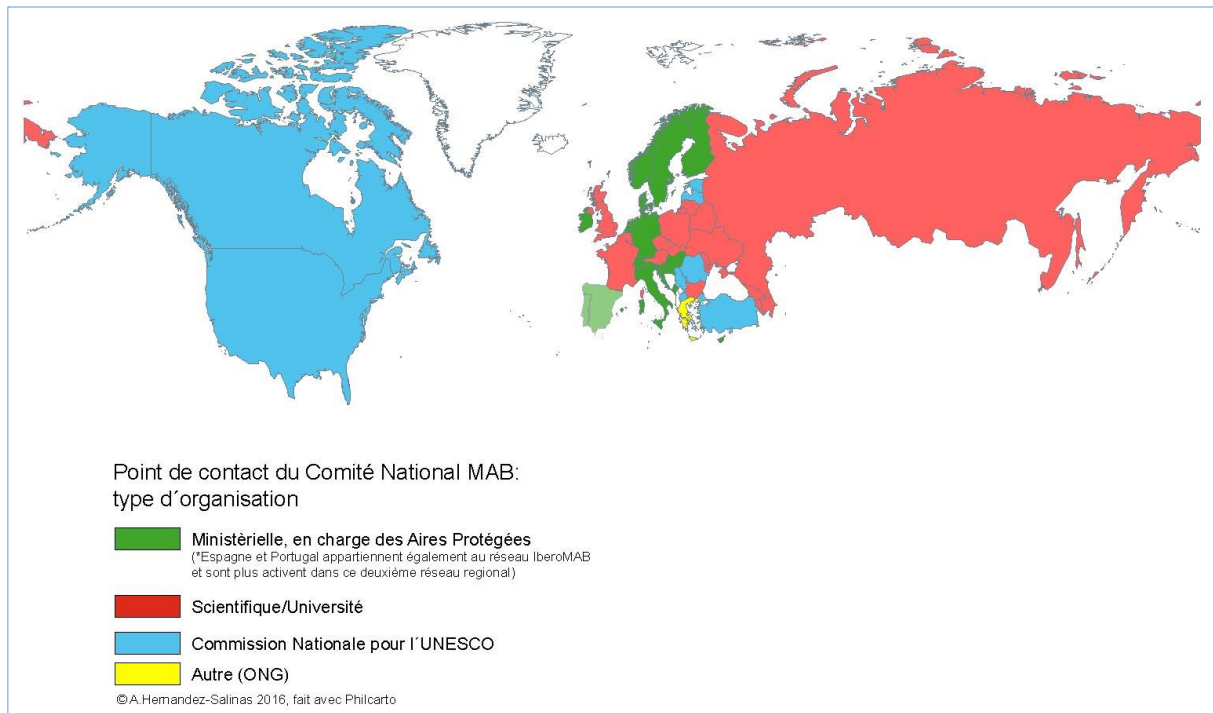 Point de contact du Comité National MAB:
type d´organisation
Ministèrielle, en charge des Aires Protégées
(*Espagne et Portugal appartiennent également au réseau IberoMAB
et sont plus activent dans ce deuxième réseau regional)
Scientifique/Université
Commission Nationale pour l´UNESCO
Autre (ONG)
©A.Hernandez-Salinas 2016, fait avec Philcarto